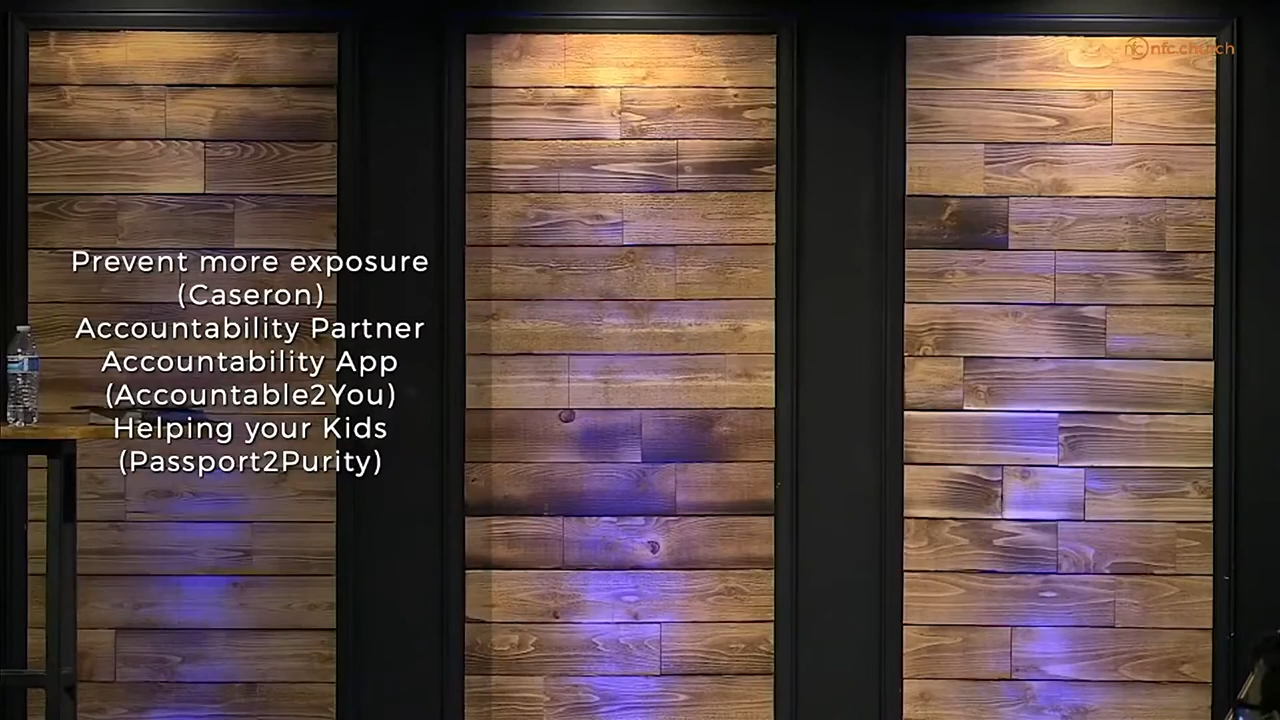 nfc.church
Prevent more exposure
(Caseron)
Accountability Partner
Accountability App
(Accountable2You)
Helping your Kids
(Passport2Purity)